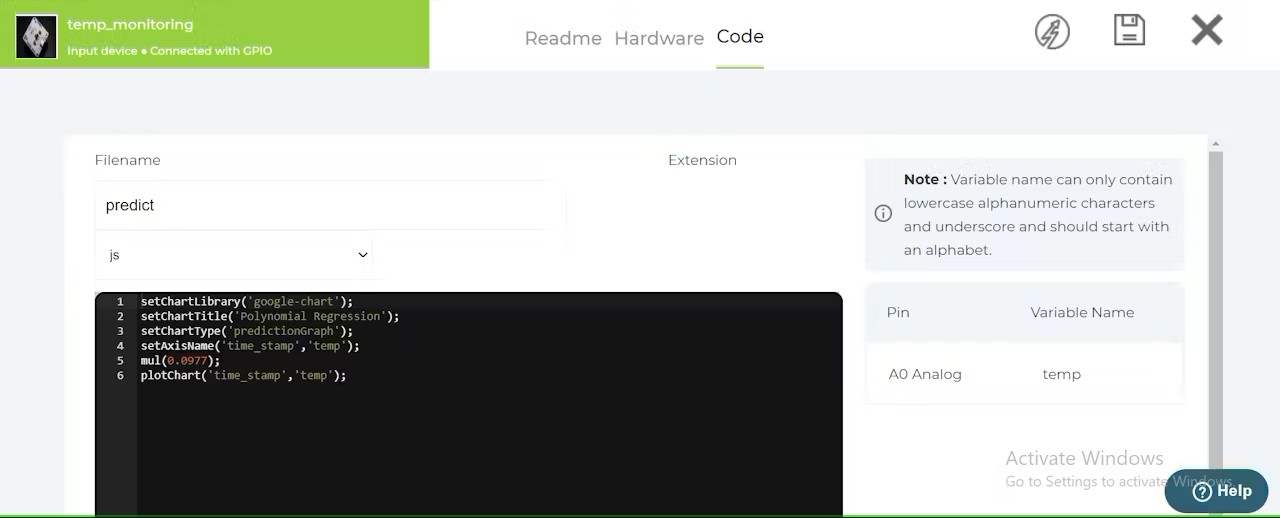 temp_monitoring
Input device • Connected with GPIO
Readme Hardware Code
Filename
Extension
predict
js
1 setChartLibrary('google-chart');
2 setChartTitle('Polynomial Regression');
3 setChartType('predictionGraph');
4 setAxisName('time_stamp','temp');
5 mul(0.0977);
6 plotChart('time_stamp','temp');
Note : Variable name can only contain
lowercase alphanumeric characters
and underscore and should start with
an alphabet.
Pin Variable Name
A0 Analog temp
Activate Windows
Go to Settings to activate Windows.
Help